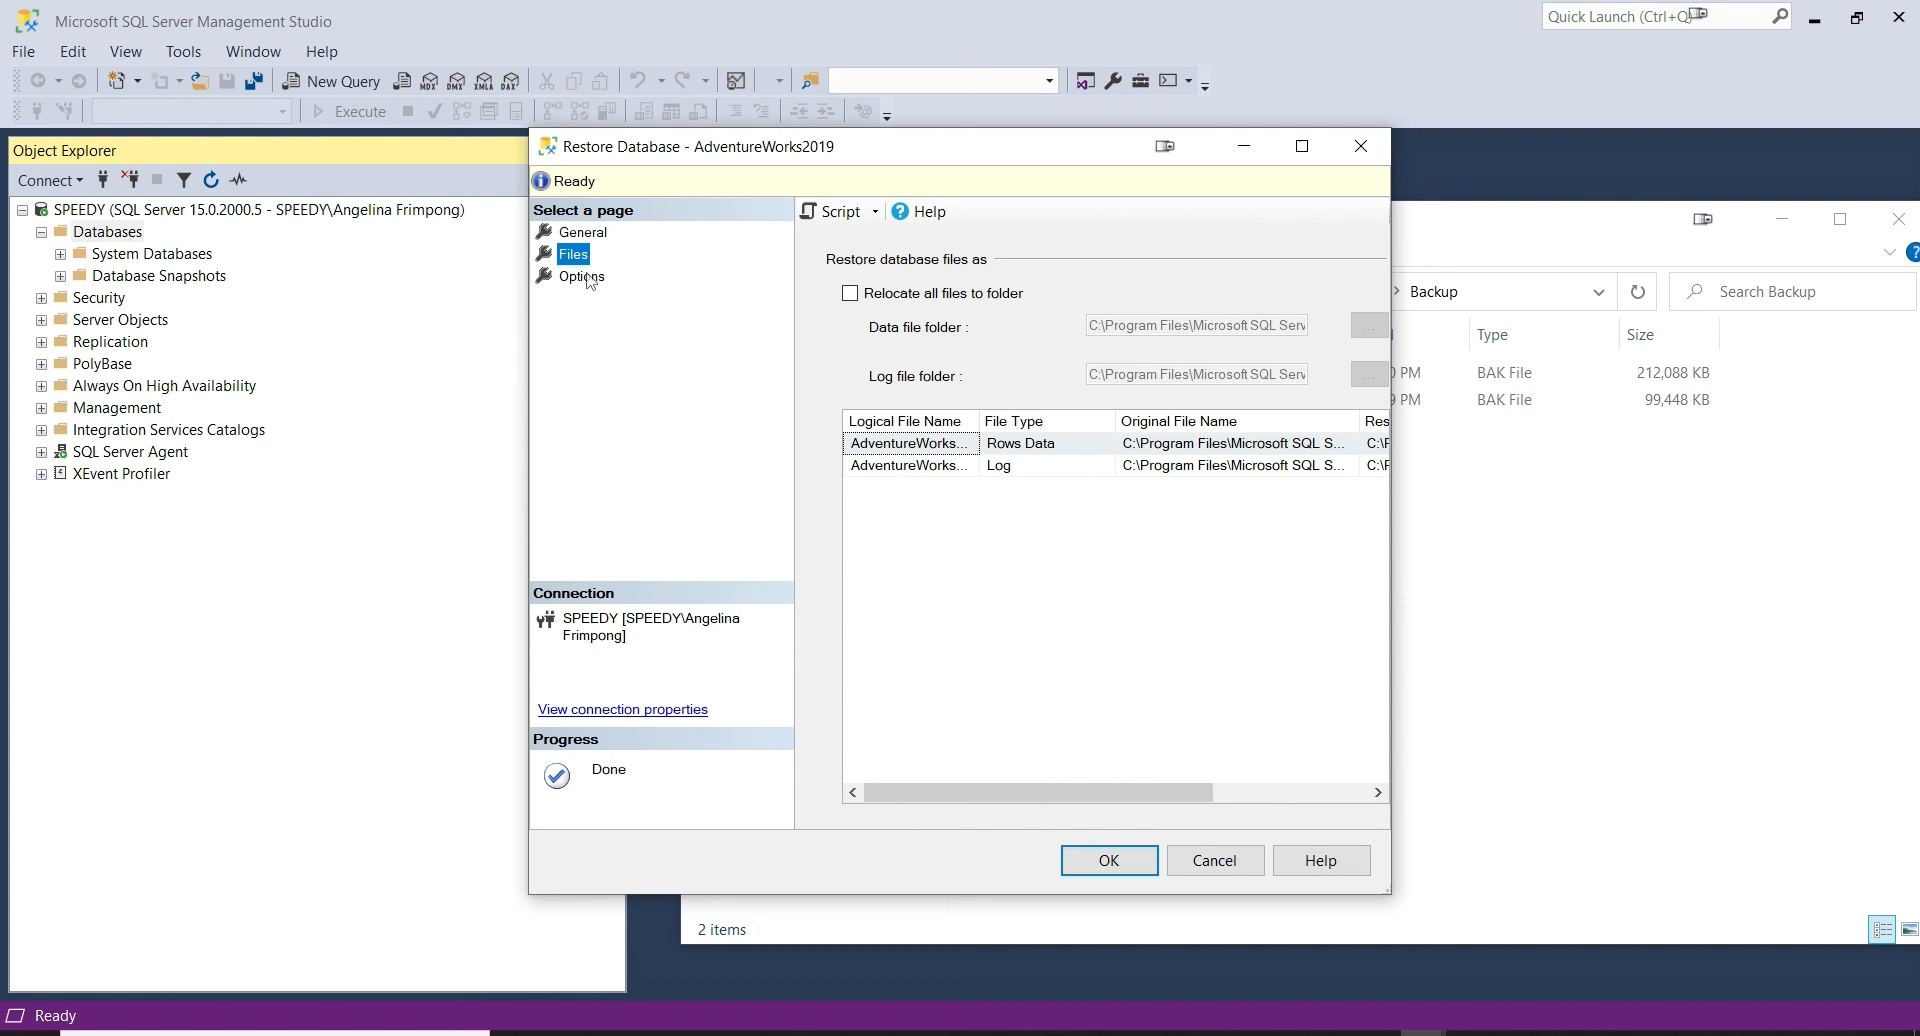 Microsoft SQL Server Management Studio
Quick Launch (Ctrl+Q)
File Edit View Tools Window Help
New Query MDX DMX XMLA DAX
Execute
Object Explorer
Connect
SPEEDY (SQL Server 15.0.2000.5 - SPEEDY\Angelina Frimpong)
Databases
System Databases
Database Snapshots
Security
Server Objects
Replication
PolyBase
Always On High Availability
Management
Integration Services Catalogs
SQL Server Agent
XEvent Profiler
Restore Database - AdventureWorks2019
Ready
Select a page
General
Files
Options
Connection
SPEEDY [SPEEDY\Angelina
Frimpong]
View connection properties
Progress
Done
Script Help
Restore database files as
Relocate all files to folder
Data file folder : C:\Program Files\Microsoft SQL Serv ...
Log file folder : C:\Program Files\Microsoft SQL Serv ...
Logical File Name File Type Original File Name Res
AdventureWorks... Rows Data C:\Program Files\Microsoft SQL S...
AdventureWorks... Log C:\Program Files\Microsoft SQL S...
OK Cancel Help
Backup Search Backup
Type Size
PM BAK File 212,088 KB
PM BAK File 99,448 KB
2 items
Ready